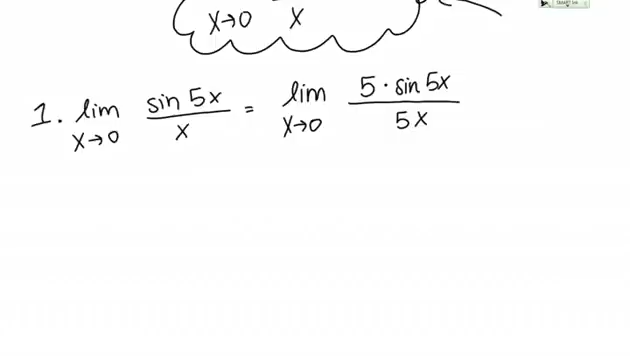 x→0 x
1. lim x→0 sin 5x / x = lim x→0 5 · sin 5x / 5x